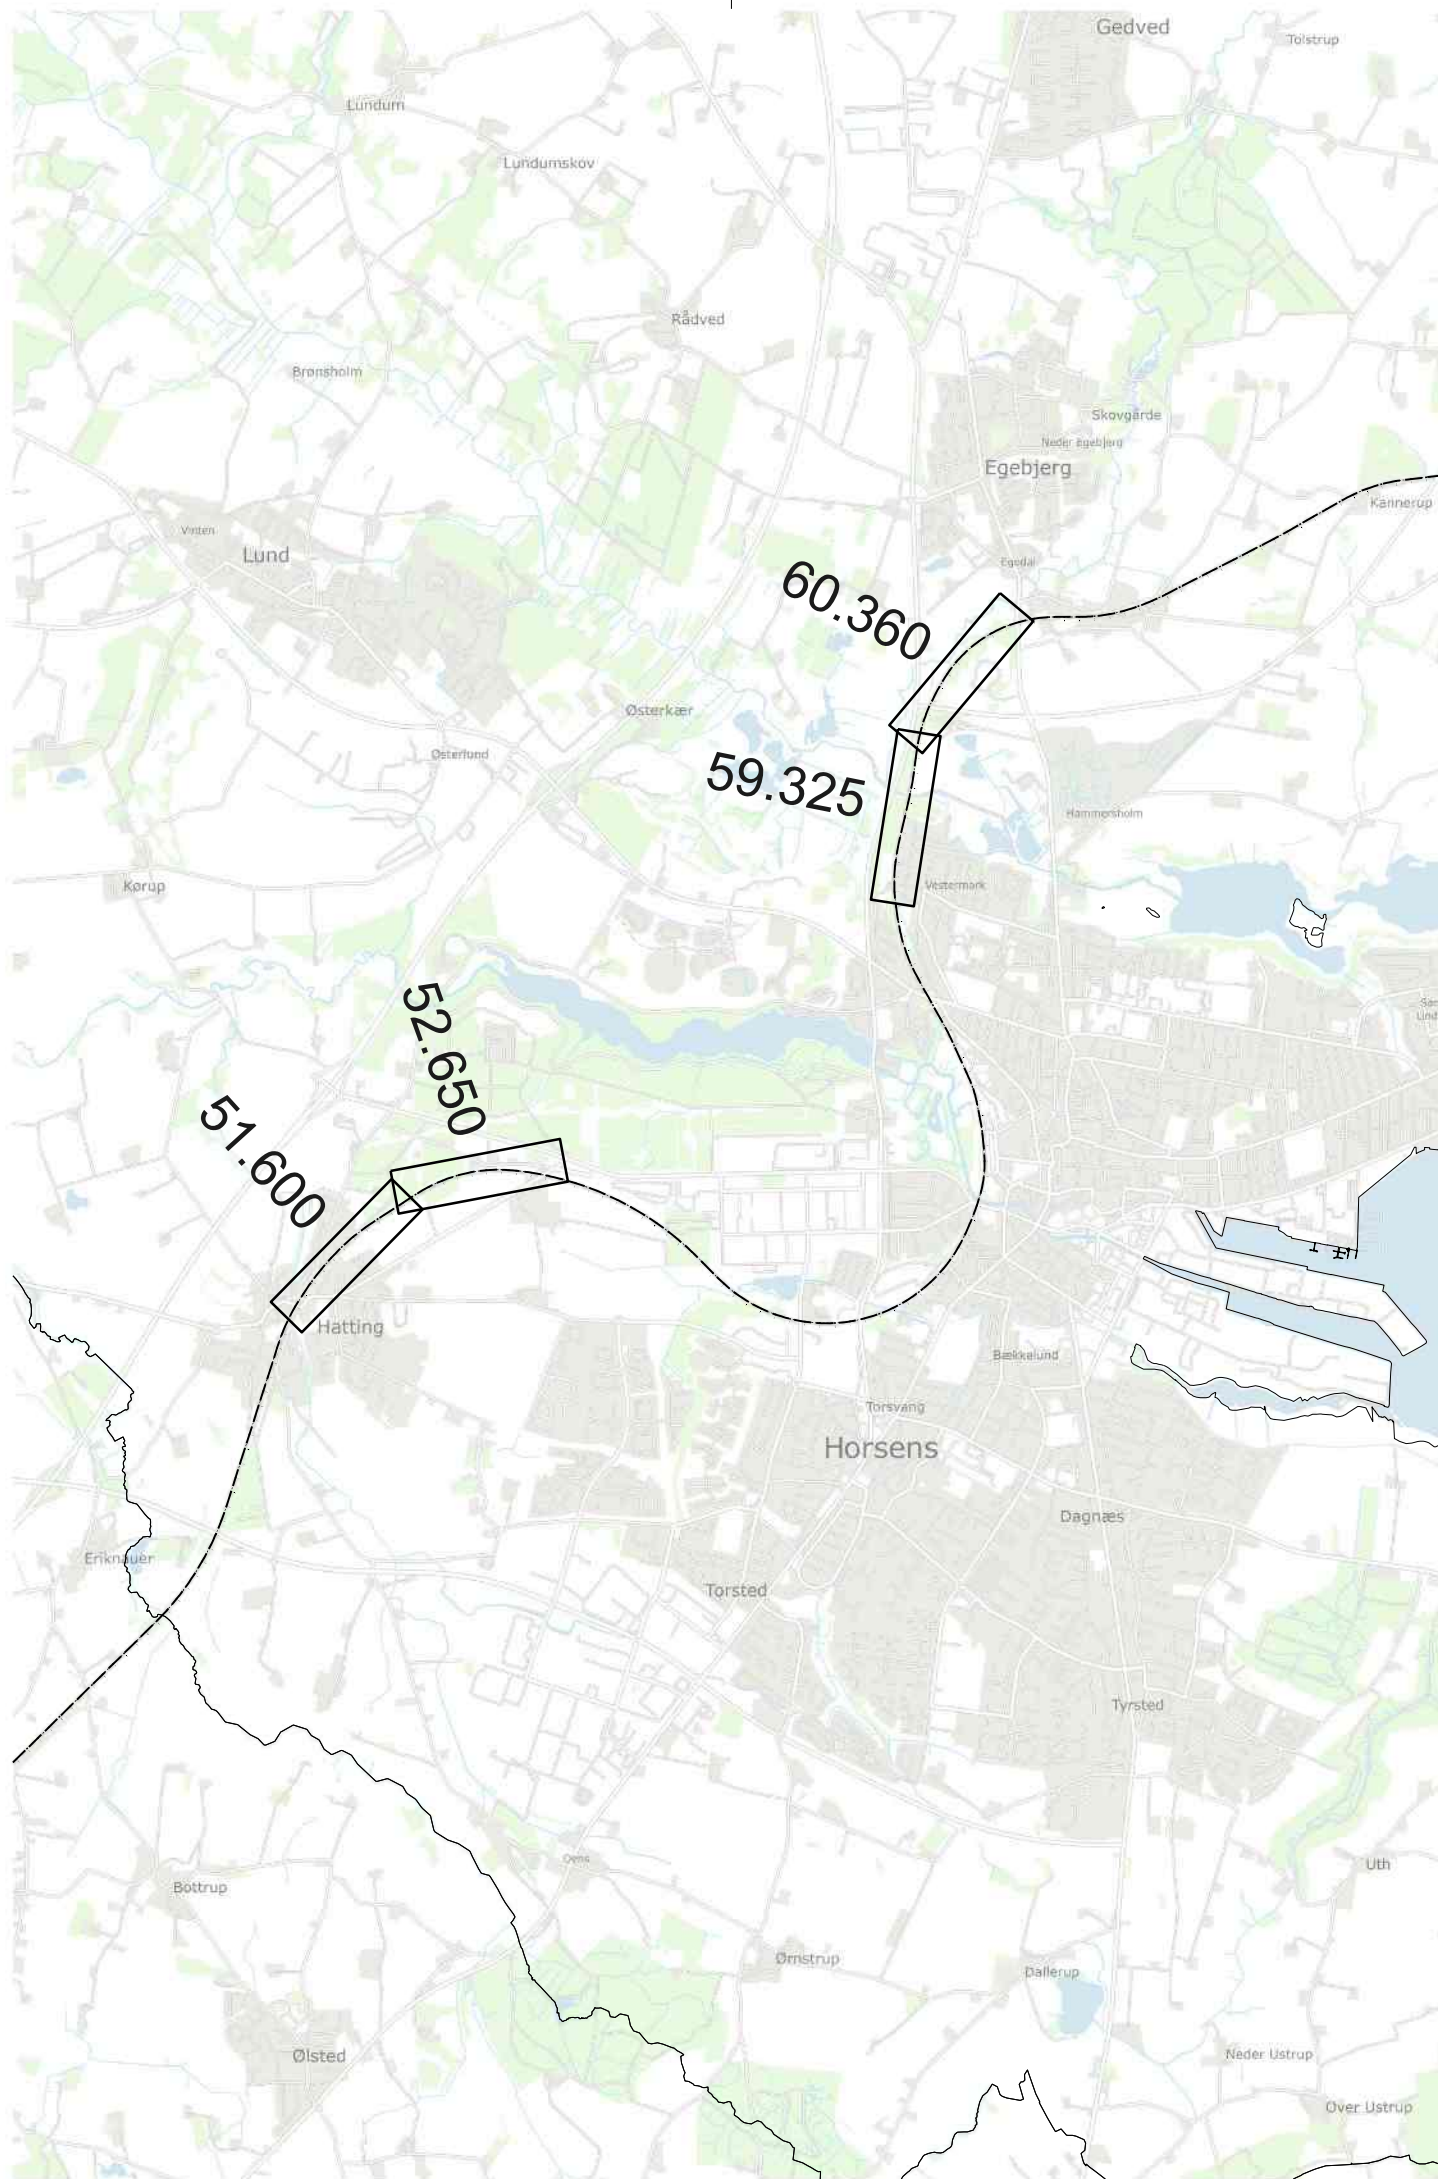 Gedved
Tolstrup
Lundum
Lundumskov
Rådved
Brønsholm
Skovgårde
Neder Egebjerg
Egebjerg
Kannerup
Vinten
Lund
Egedal
60.360
Østerkær
Østerlund
59.325
Hammersholm
Kørup
Vestermark
52.650
51.600
Hatting
Bækkelund
Torsvang
Horsens
Dagnæs
Eriknauer
Torsted
Tyrsted
Uth
Bottrup
Ørnstrup
Dallerup
Ølsted
Neder Ustrup
Over Ustrup